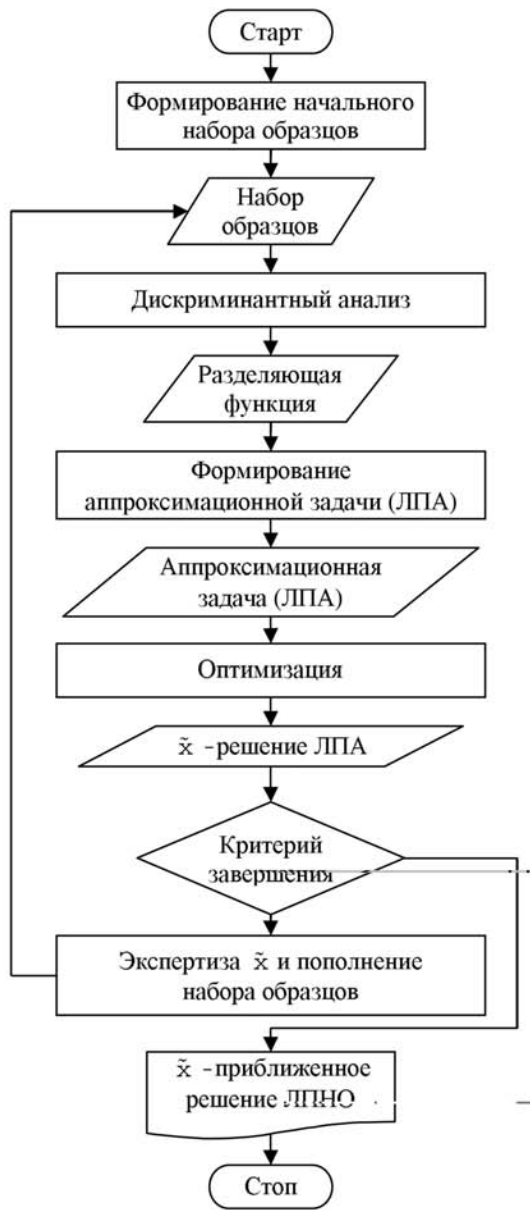 Старт
Формирование начального
набора образцов
Набор
образцов
Дискриминантный анализ
Разделяющая
функция
Формирование
аппроксимационной задачи (ЛПА)
Аппроксимационная
задача (ЛПА)
Оптимизация
x̃ -решение ЛПА
Критерий
завершения
Экспертиза x̃ и пополнение
набора образцов
x̃ -приближенное
решение ЛПНО
Стоп